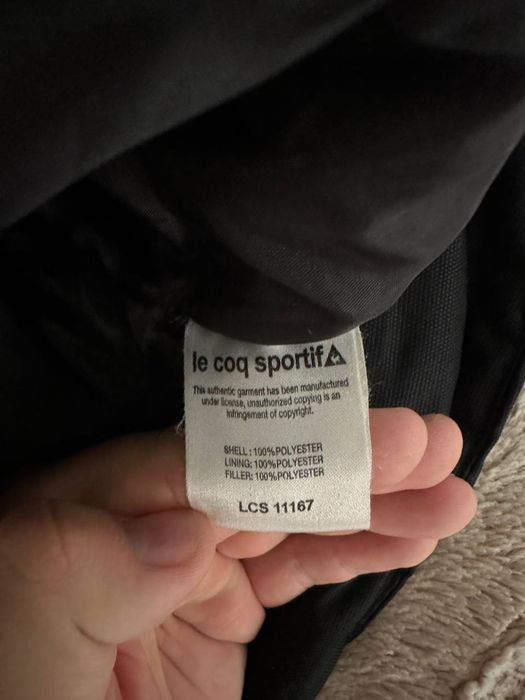 le coq sportif
This authentic garment has been manufactured
under license, unauthorized copying is an
infringement of copyright.
SHELL: 100%POLYESTER
LINING: 100%POLYESTER
FILLER: 100%POLYESTER
LCS 11167